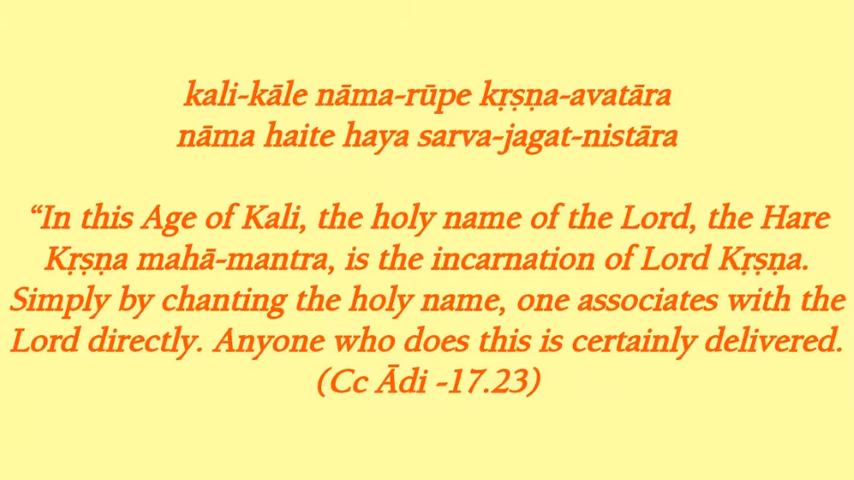 kali-kāle nāma-rūpe kṛṣṇa-avatāra
nāma haite haya sarva-jagat-nistāra
“In this Age of Kali, the holy name of the Lord, the Hare
Kṛṣṇa mahā-mantra, is the incarnation of Lord Kṛṣṇa.
Simply by chanting the holy name, one associates with the
Lord directly. Anyone who does this is certainly delivered.
(Cc Ādi -17.23)